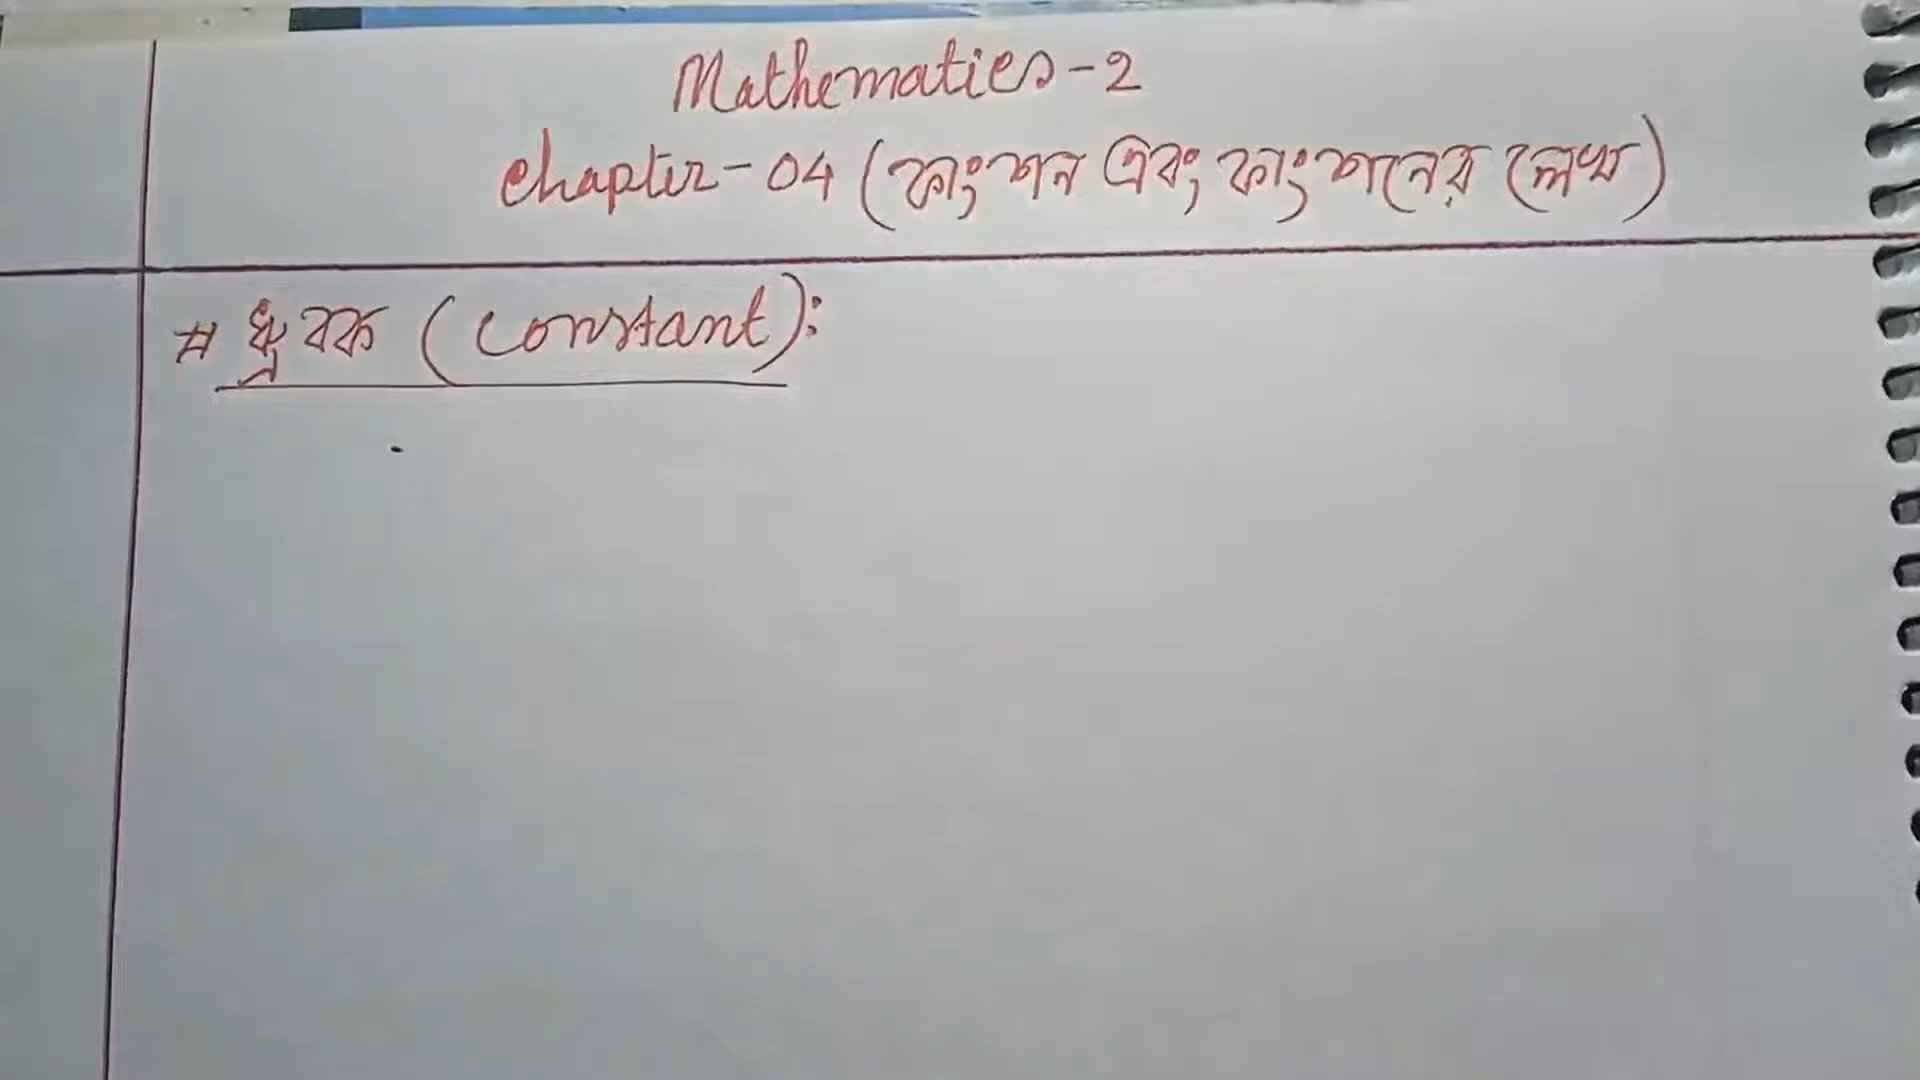 Mathematics-2
chapter-04 (ফাংশন এবং ফাংশনের লেখ)
# ধ্রুবক (constant):